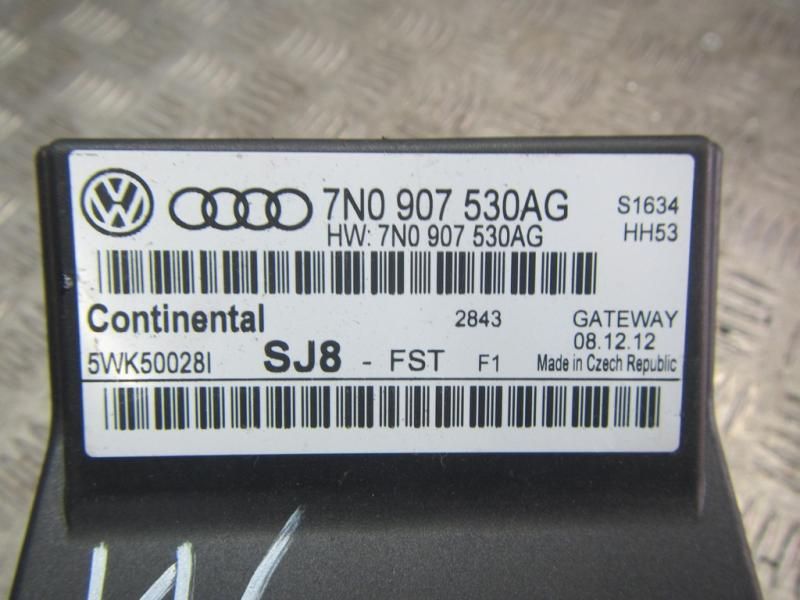 7N0 907 530AG S1634
HW: 7N0 907 530AG HH53
Continental 2843 GATEWAY
08.12.12
5WK50028I SJ8 - FST F1 Made in Czech Republic